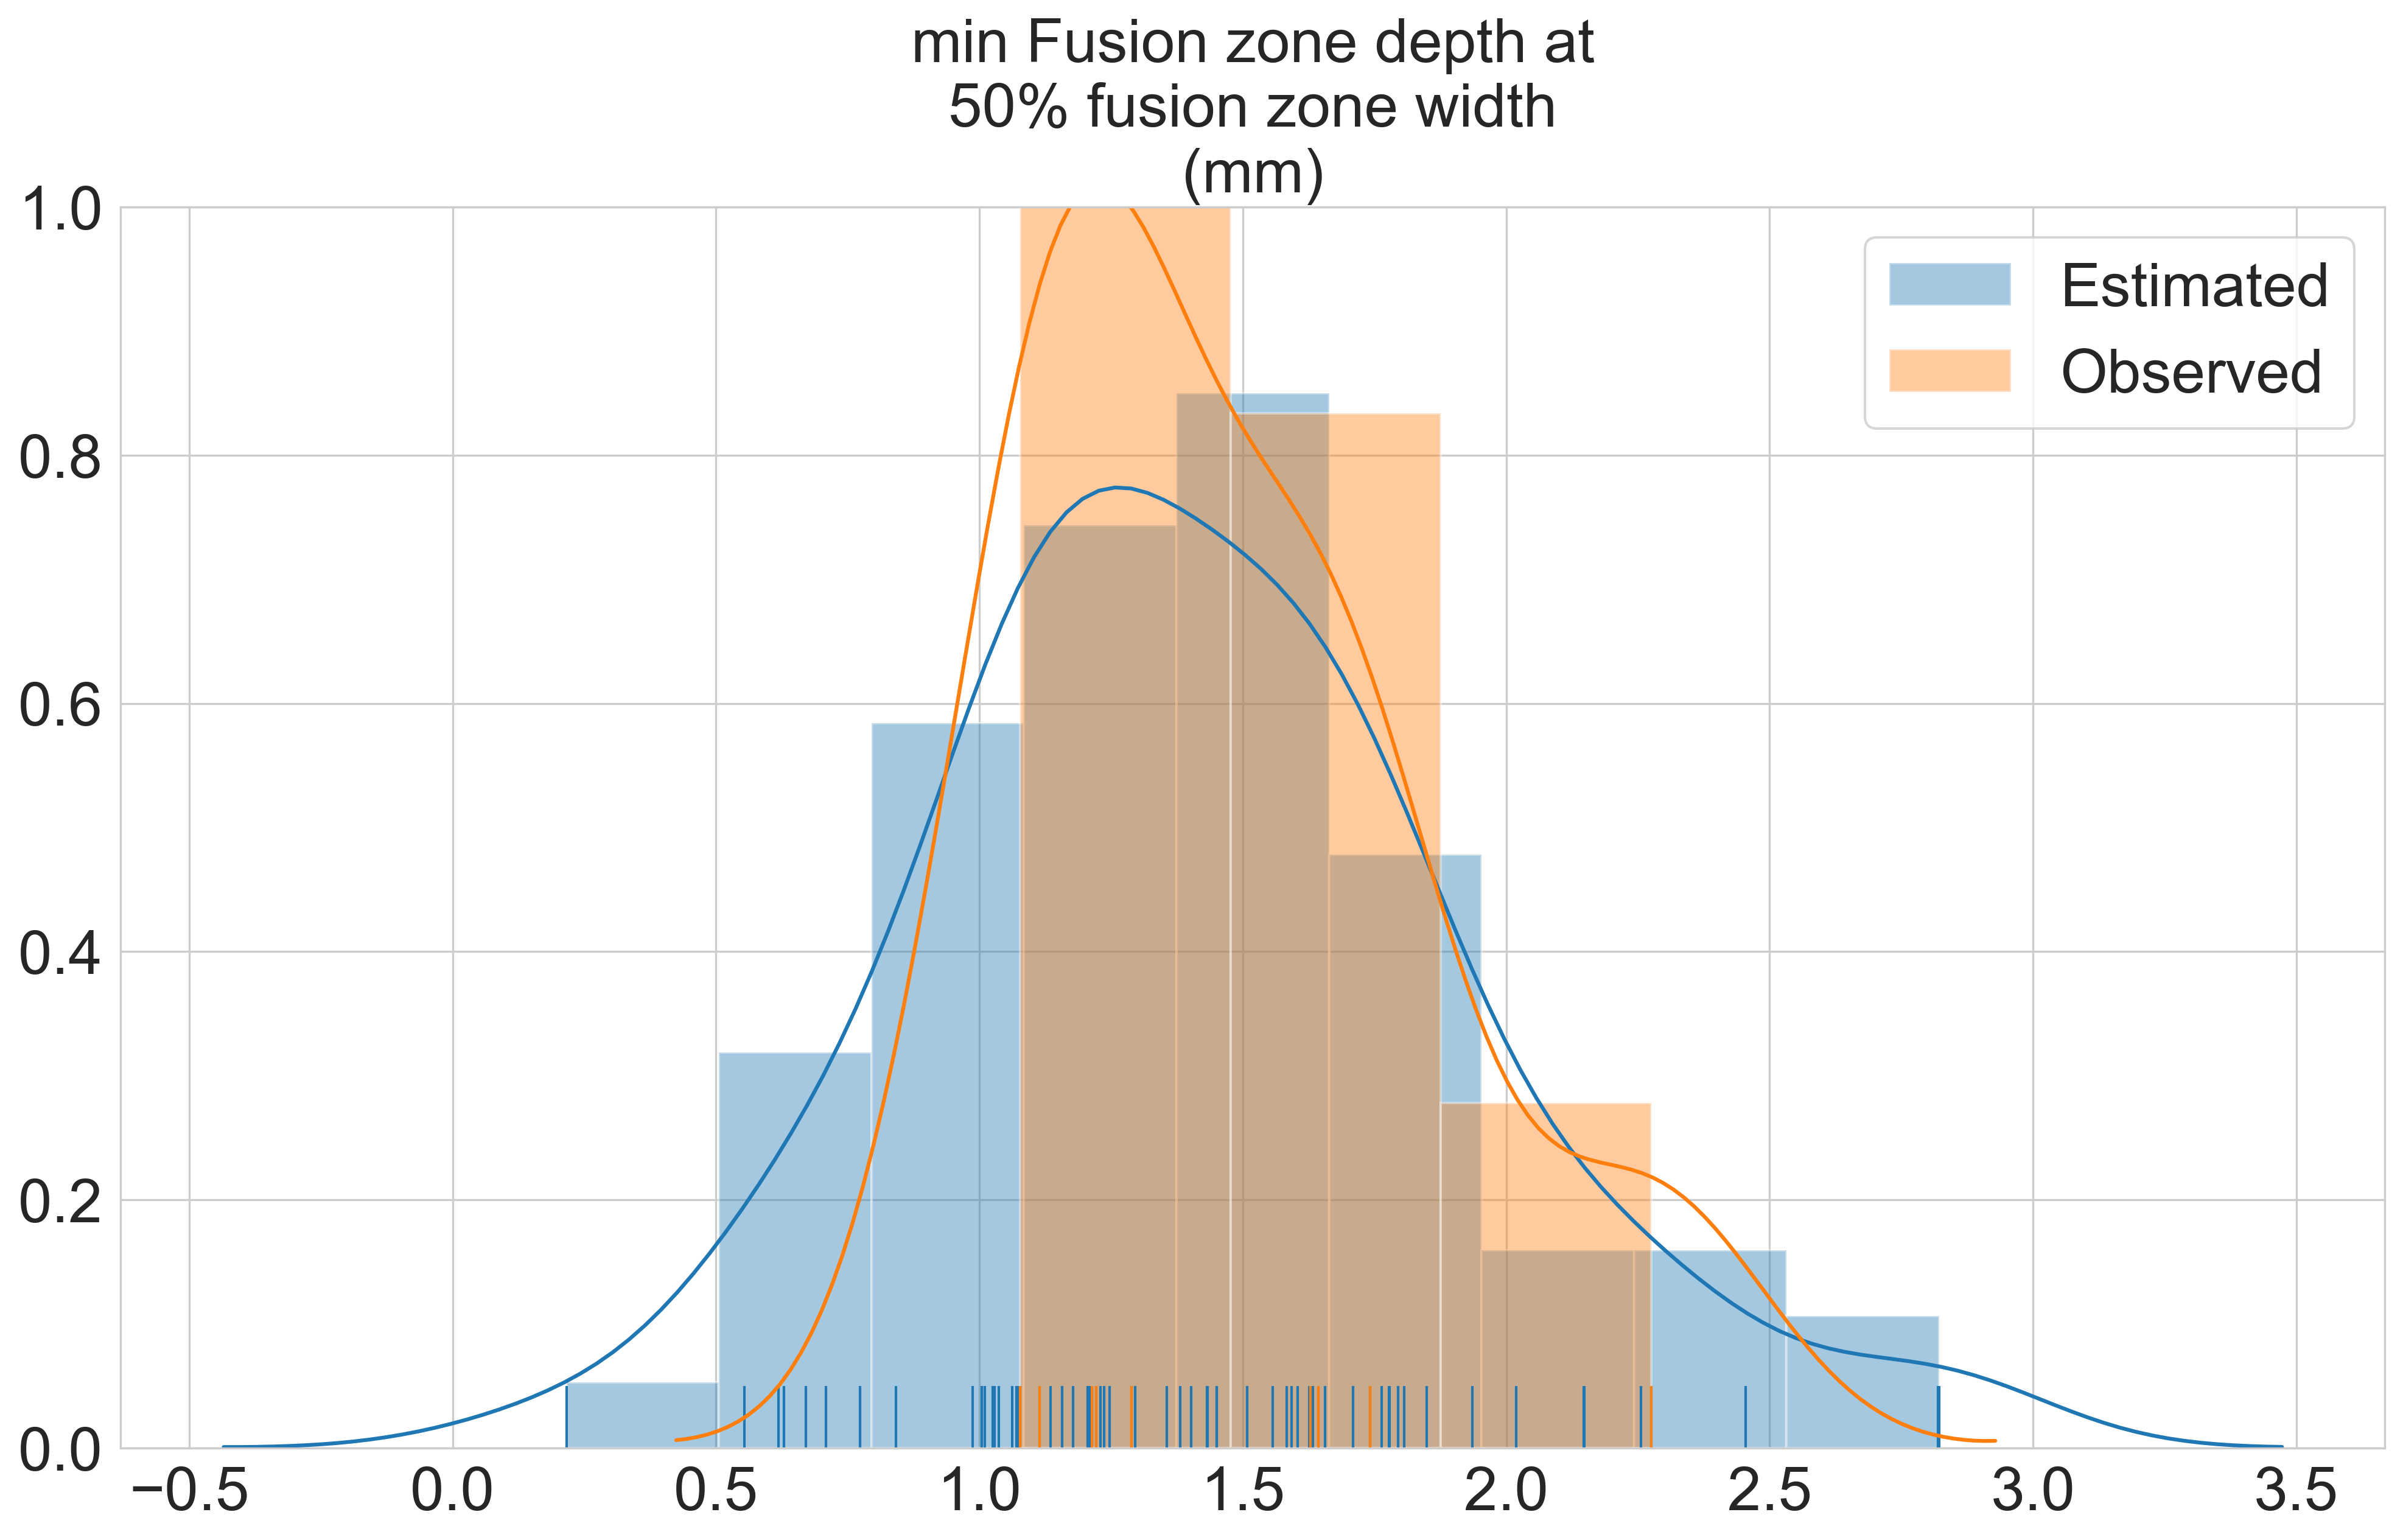 min Fusion zone depth at
50% fusion zone width
(mm)
1.0
0.8
0.6
0.4
0.2
0.0
Estimated
Observed
−0.5 0.0 0.5 1.0 1.5 2.0 2.5 3.0 3.5